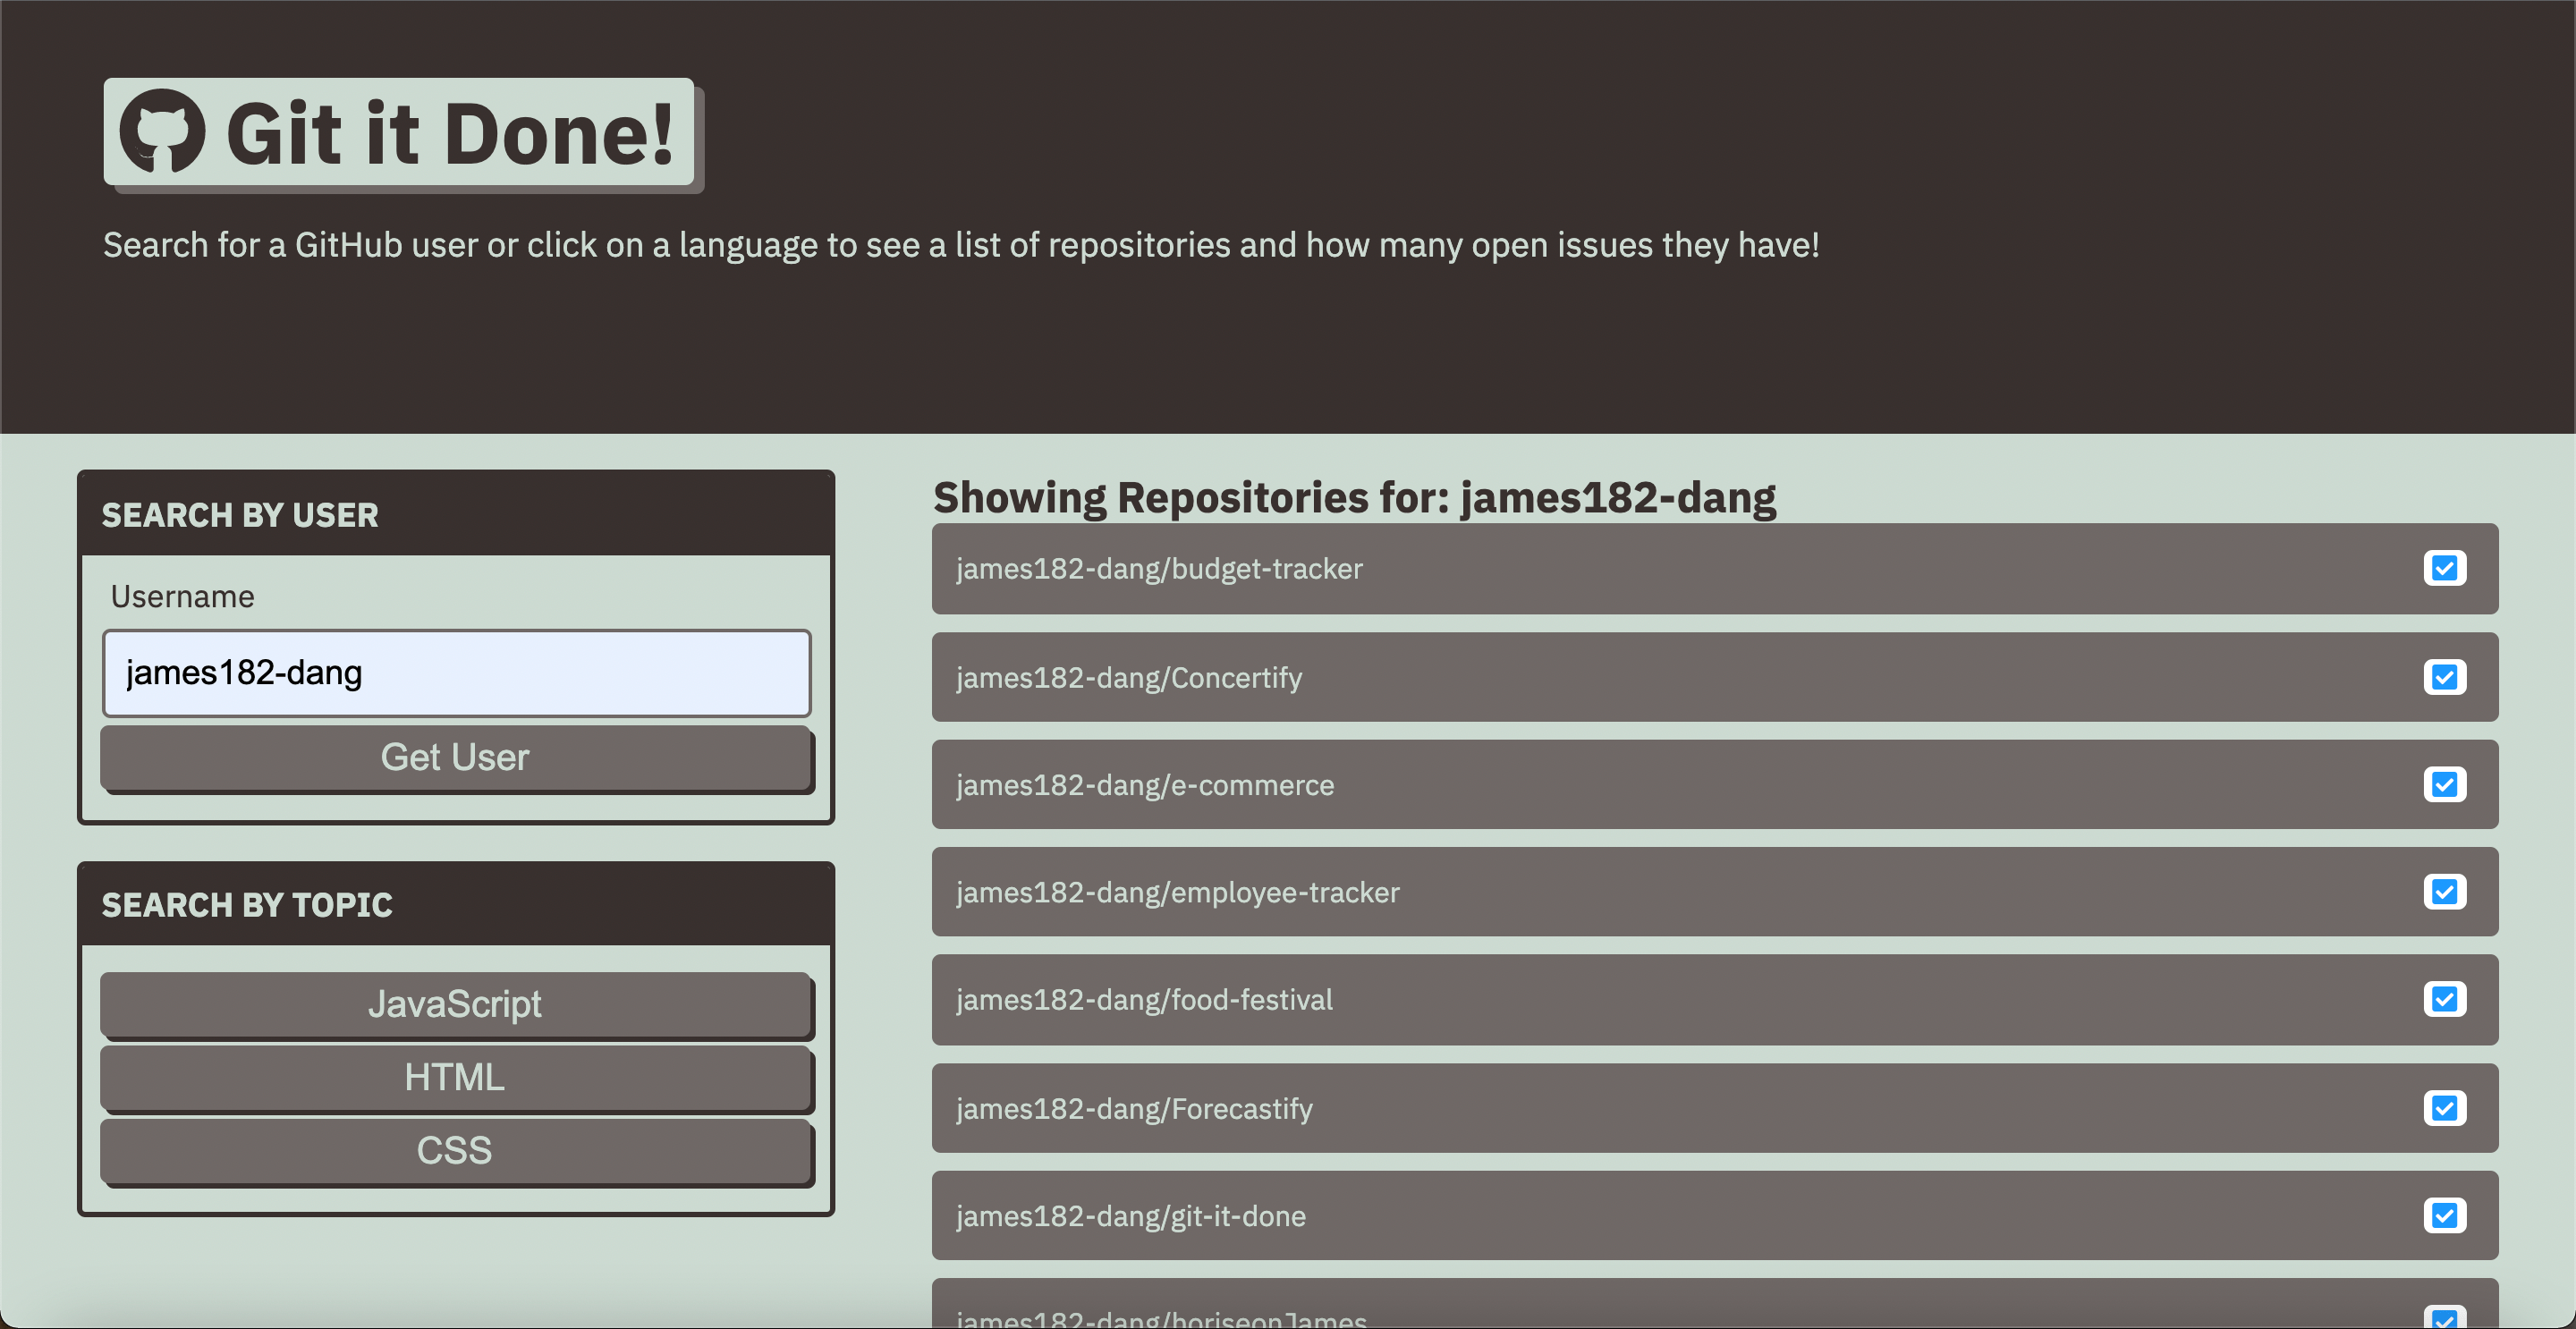 Git it Done!
Search for a GitHub user or click on a language to see a list of repositories and how many open issues they have!
SEARCH BY USER
Username
james182-dang
Get User
SEARCH BY TOPIC
JavaScript
HTML
CSS
Showing Repositories for: james182-dang
james182-dang/budget-tracker
james182-dang/Concertify
james182-dang/e-commerce
james182-dang/employee-tracker
james182-dang/food-festival
james182-dang/Forecastify
james182-dang/git-it-done
james182-dang/horiseonJames